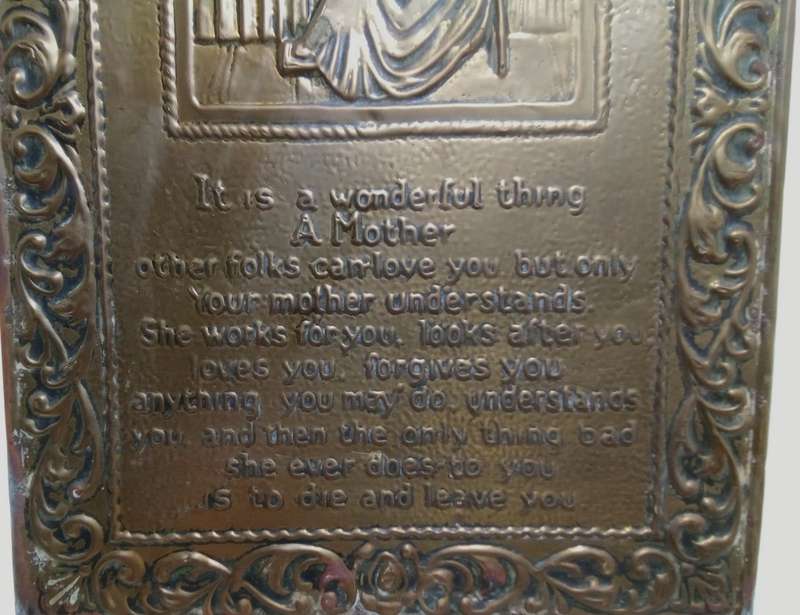 It is a wonderful thing
A Mother
other folks can love you. but only
Your mother understands.
She works for you. looks after you
loves you. forgives you
anything you may do. understands
you. and then the only thing bad
she ever does to you
is to die and leave you